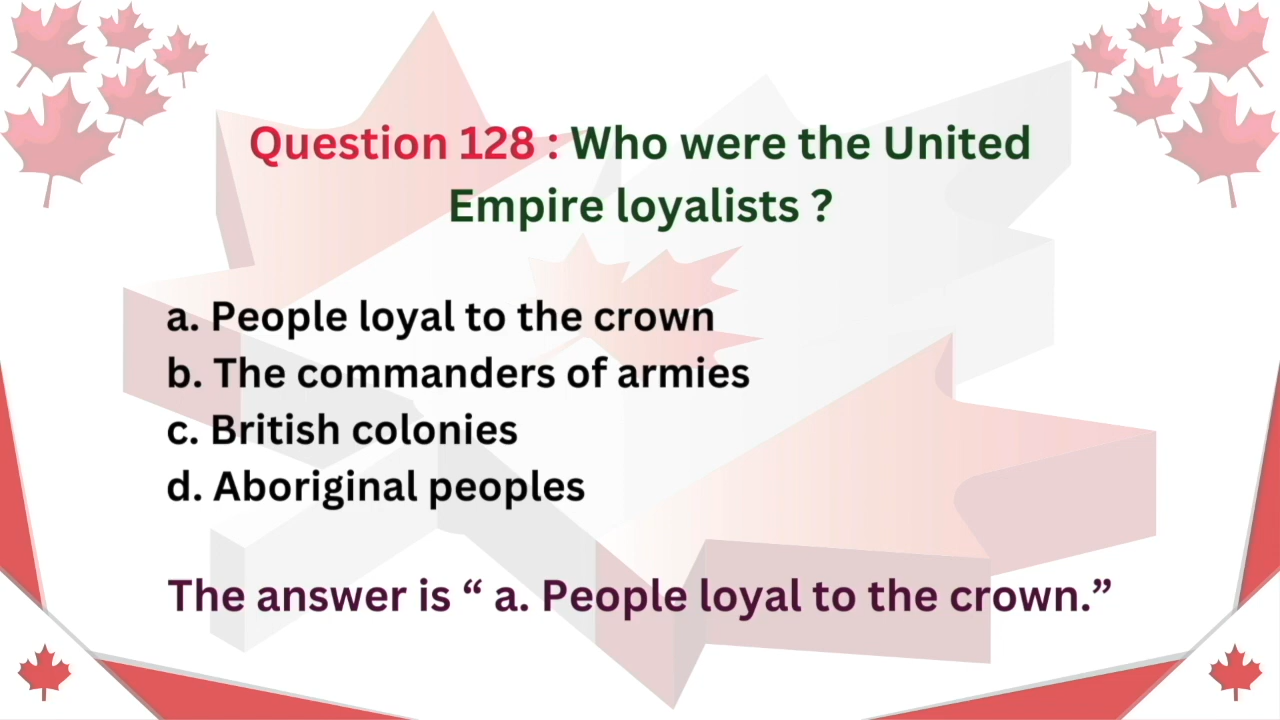 Question 128 : Who were the United
Empire loyalists ?
a. People loyal to the crown
b. The commanders of armies
c. British colonies
d. Aboriginal peoples
The answer is “ a. People loyal to the crown.”